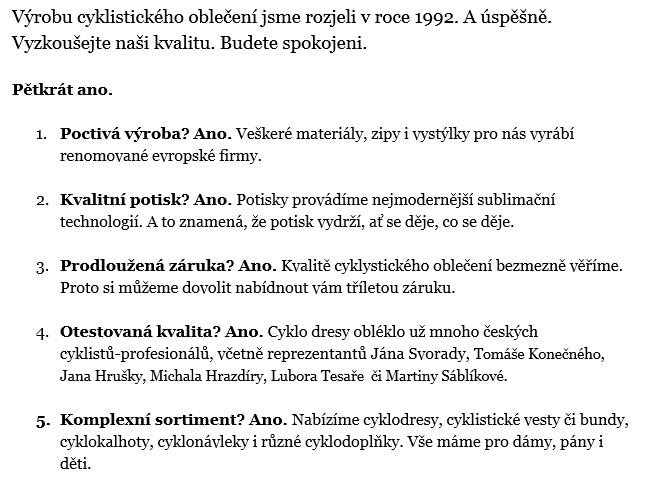 Výrobu cyklistického oblečení jsme rozjeli v roce 1992. A úspěšně.
Vyzkoušejte naši kvalitu. Budete spokojeni.
Pětkrát ano.
1. Poctivá výroba? Ano. Veškeré materiály, zipy i vystýlky pro nás vyrábí
renomované evropské firmy.
2. Kvalitní potisk? Ano. Potisky provádíme nejmodernější sublimační
technologií. A to znamená, že potisk vydrží, ať se děje, co se děje.
3. Prodloužená záruka? Ano. Kvalitě cyklystického oblečení bezmezně věříme.
Proto si můžeme dovolit nabídnout vám tříletou záruku.
4. Otestovaná kvalita? Ano. Cyklo dresy obléklo už mnoho českých
cyklistů-profesionálů, včetně reprezentantů Jána Svorady, Tomáše Konečného,
Jana Hrušky, Michala Hrazdíry, Lubora Tesaře či Martiny Sáblíkové.
5. Komplexní sortiment? Ano. Nabízíme cyklodresy, cyklistické vesty či bundy,
cyklokalhoty, cyklonávleky i různé cyklodoplňky. Vše máme pro dámy, pány i
děti.